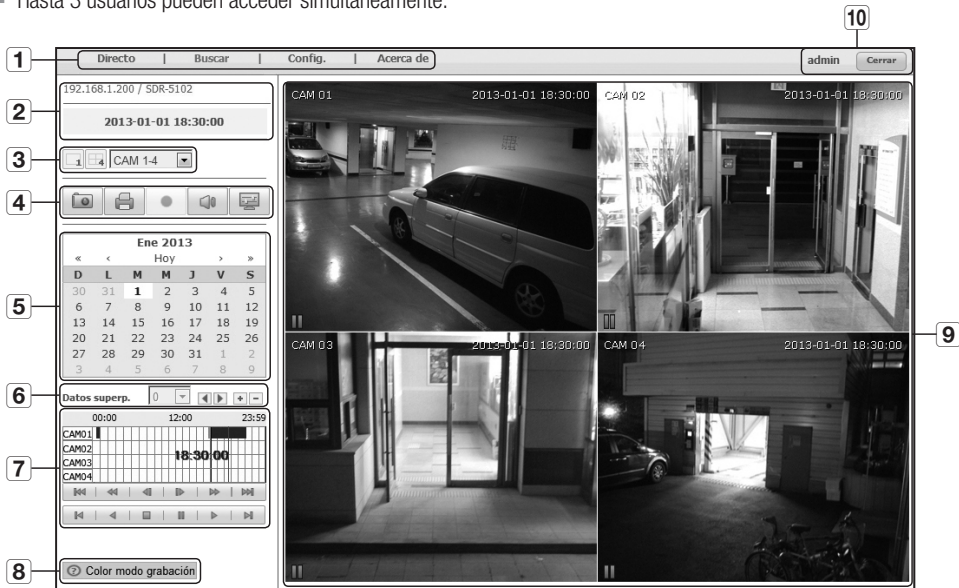 Hasta 3 usuarios pueden acceder simultáneamente.
10
1
Directo | Buscar | Config. | Acerca de
admin Cerrar
2
192.168.1.200 / SDR-5102
2013-01-01 18:30:00
3
1 4 CAM 1-4
4
5
Ene 2013
« ‹ Hoy › »
D L M M J V S
30 31 1 2 3 4 5
6 7 8 9 10 11 12
13 14 15 16 17 18 19
20 21 22 23 24 25 26
27 28 29 30 31 1 2
3 4 5 6 7 8 9
6
Datos superp. 0 + -
7
00:00 12:00 23:59
CAM01
CAM02
CAM03
CAM04
18:30:00
8
Color modo grabación
CAM 01 2013-01-01 18:30:00
CAM 02 2013-01-01 18:30:00
CAM 03 2013-01-01 18:30:00
CAM 04 2013-01-01 18:30:00
9